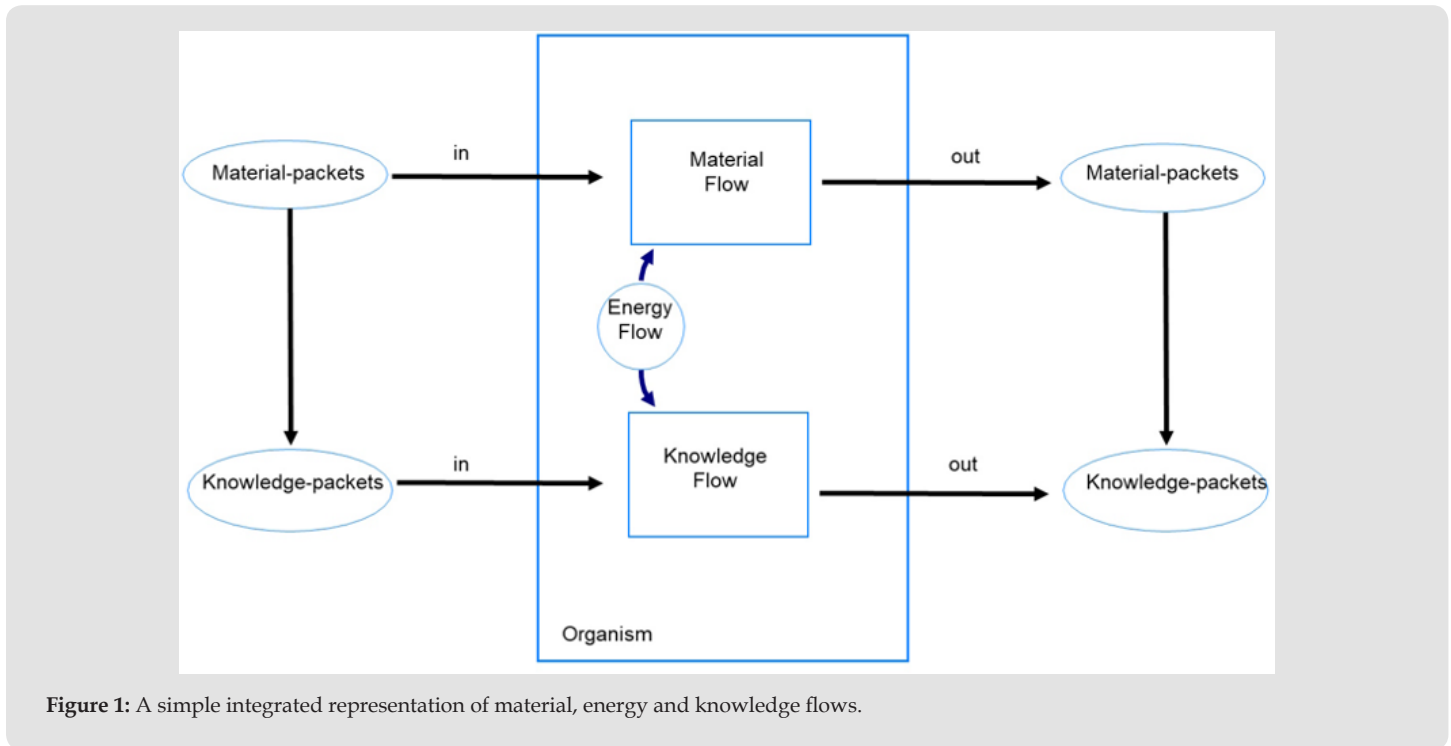 in
out
Material-packets
Material
Flow
Material-packets
Energy
Flow
in
out
Knowledge-packets
Knowledge
Flow
Knowledge-packets
Organism
Figure 1: A simple integrated representation of material, energy and knowledge flows.